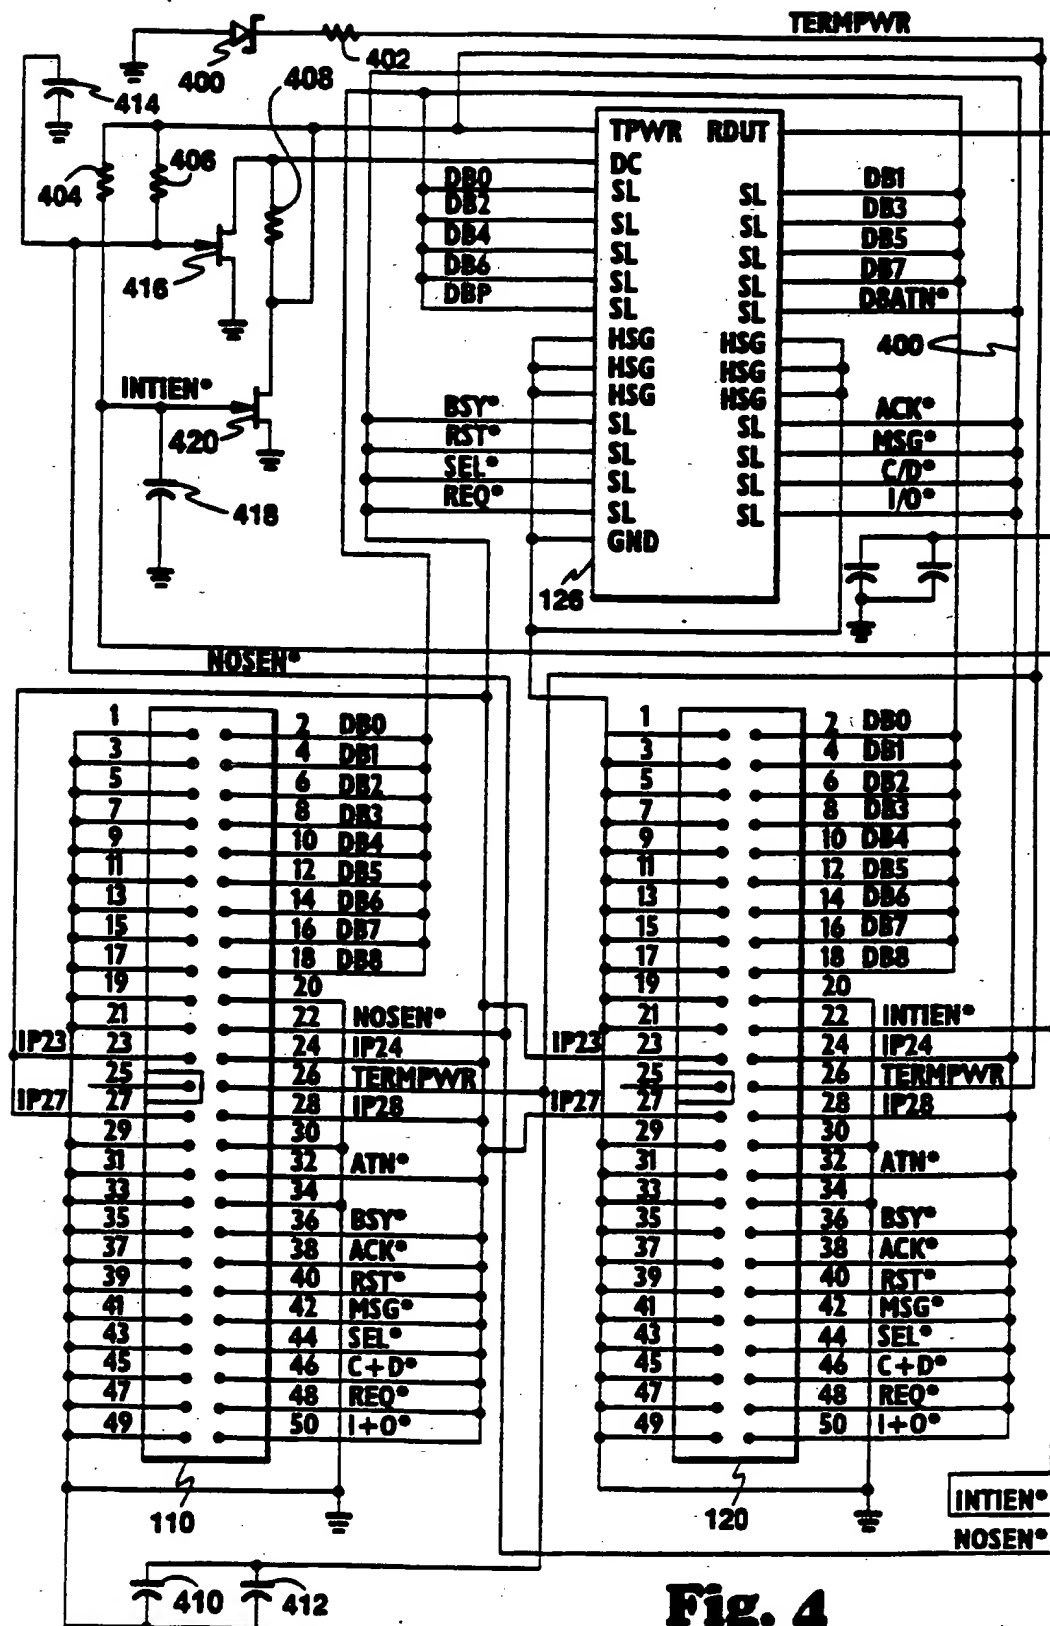 TERMPWR
400
402
408
414
404
406
TPWR RDUT
DC
DB0 SL SL DB1
DB2 SL SL DB3
DB4 SL SL DB5
DB6 SL SL DB7
DBP SL SL D8ATN*
416
HSG HSG
HSG HSG
HSG HSG
400
INTIEN*
420
BSY* SL SL ACK*
RST* SL SL MSG*
SEL* SL SL C/D*
REQ* SL SL I/O*
GND
418
126
NOSEN*
1 2 DB0
3 4 DB1
5 6 DB2
7 8 DB3
9 10 DB4
11 12 DB5
13 14 DB6
15 16 DB7
17 18 DB8
19 20
21 22 NOSEN*
IP23 23 24 IP24
25 26 TERMPWR
IP27 27 28 IP28
29 30
31 32 ATN*
33 34
35 36 BSY*
37 38 ACK*
39 40 RST*
41 42 MSG*
43 44 SEL*
45 46 C+D*
47 48 REQ*
49 50 I+O*
110
1 2 DB0
3 4 DB1
5 6 DB2
7 8 DB3
9 10 DB4
11 12 DB5
13 14 DB6
15 16 DB7
17 18 DB8
19 20
21 22 INTIEN*
IP23 23 24 IP24
25 26 TERMPWR
IP27 27 28 IP28
29 30
31 32 ATN*
33 34
35 36 BSY*
37 38 ACK*
39 40 RST*
41 42 MSG*
43 44 SEL*
45 46 C+D*
47 48 REQ*
49 50 I+O*
120
INTIEN*
NOSEN*
410
412
Fig. 4